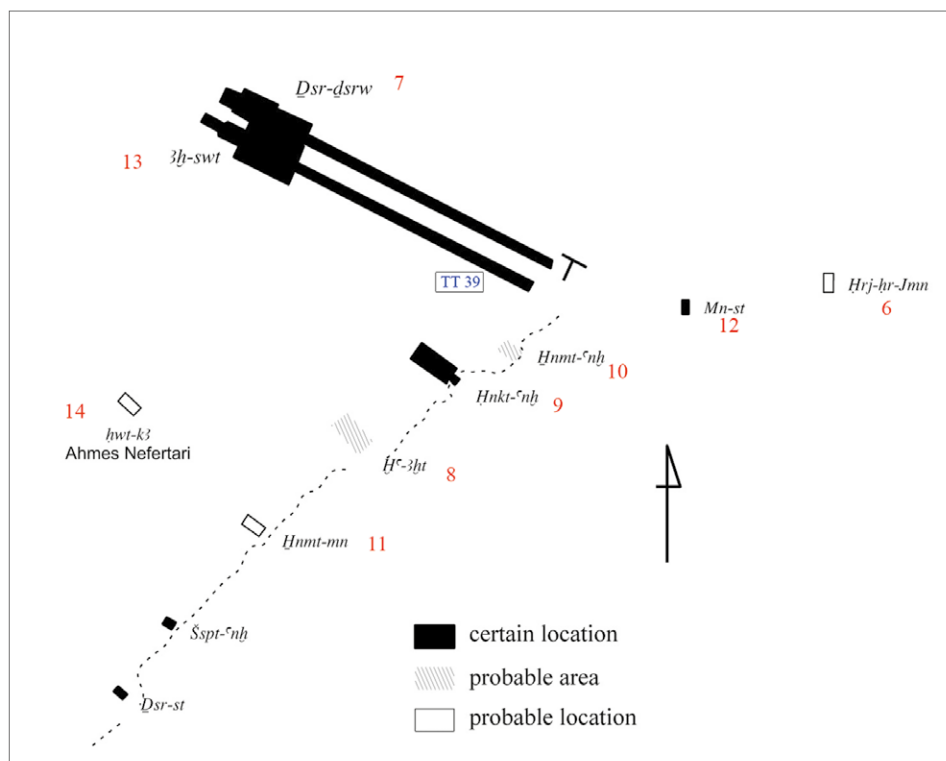 Ḏsr-ḏsrw 7
ꜣḫ-swt
13
TT 39
Ḥrj-ḥr-Jmn
6
Mn-st
12
H̱nmt-ꜥnḫ
10
Ḥnkt-ꜥnḫ 9
14
ḥwt-kꜣ
Ahmes Nefertari
Ḫꜥ-ꜣḫt 8
H̱nmt-mn 11
Šspt-ꜥnḫ
Ḏsr-st
certain location
probable area
probable location